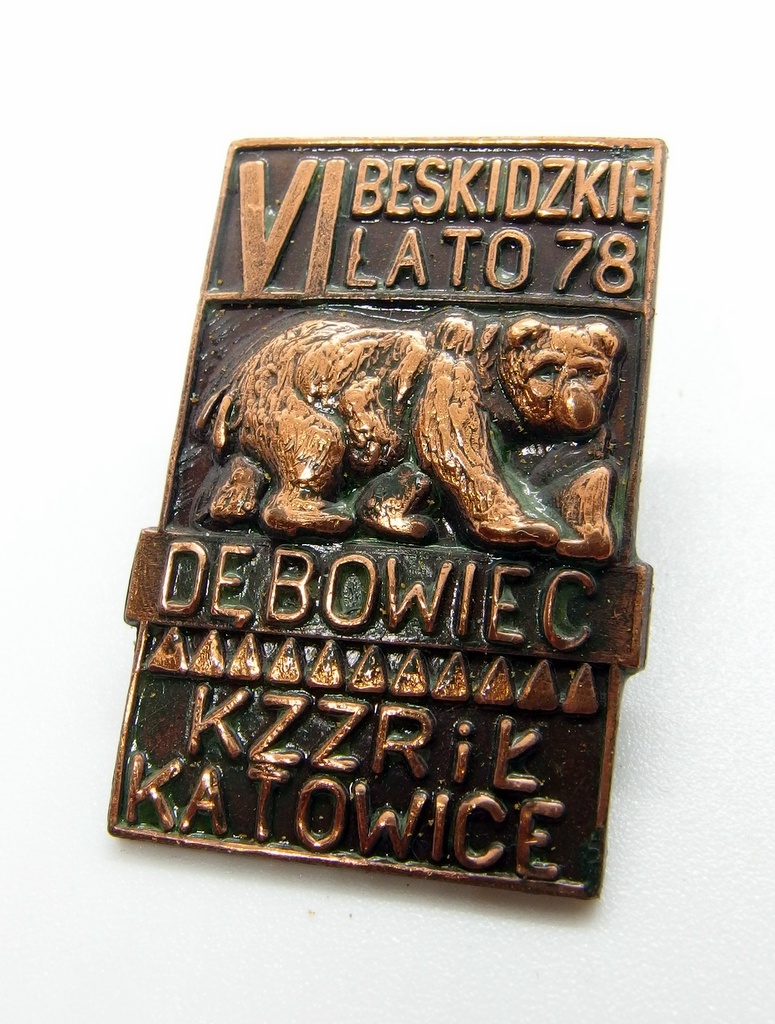 VI BESKIDZKIE
LATO 78
DĘBOWIEC
KZZRiŁ
KATOWICE